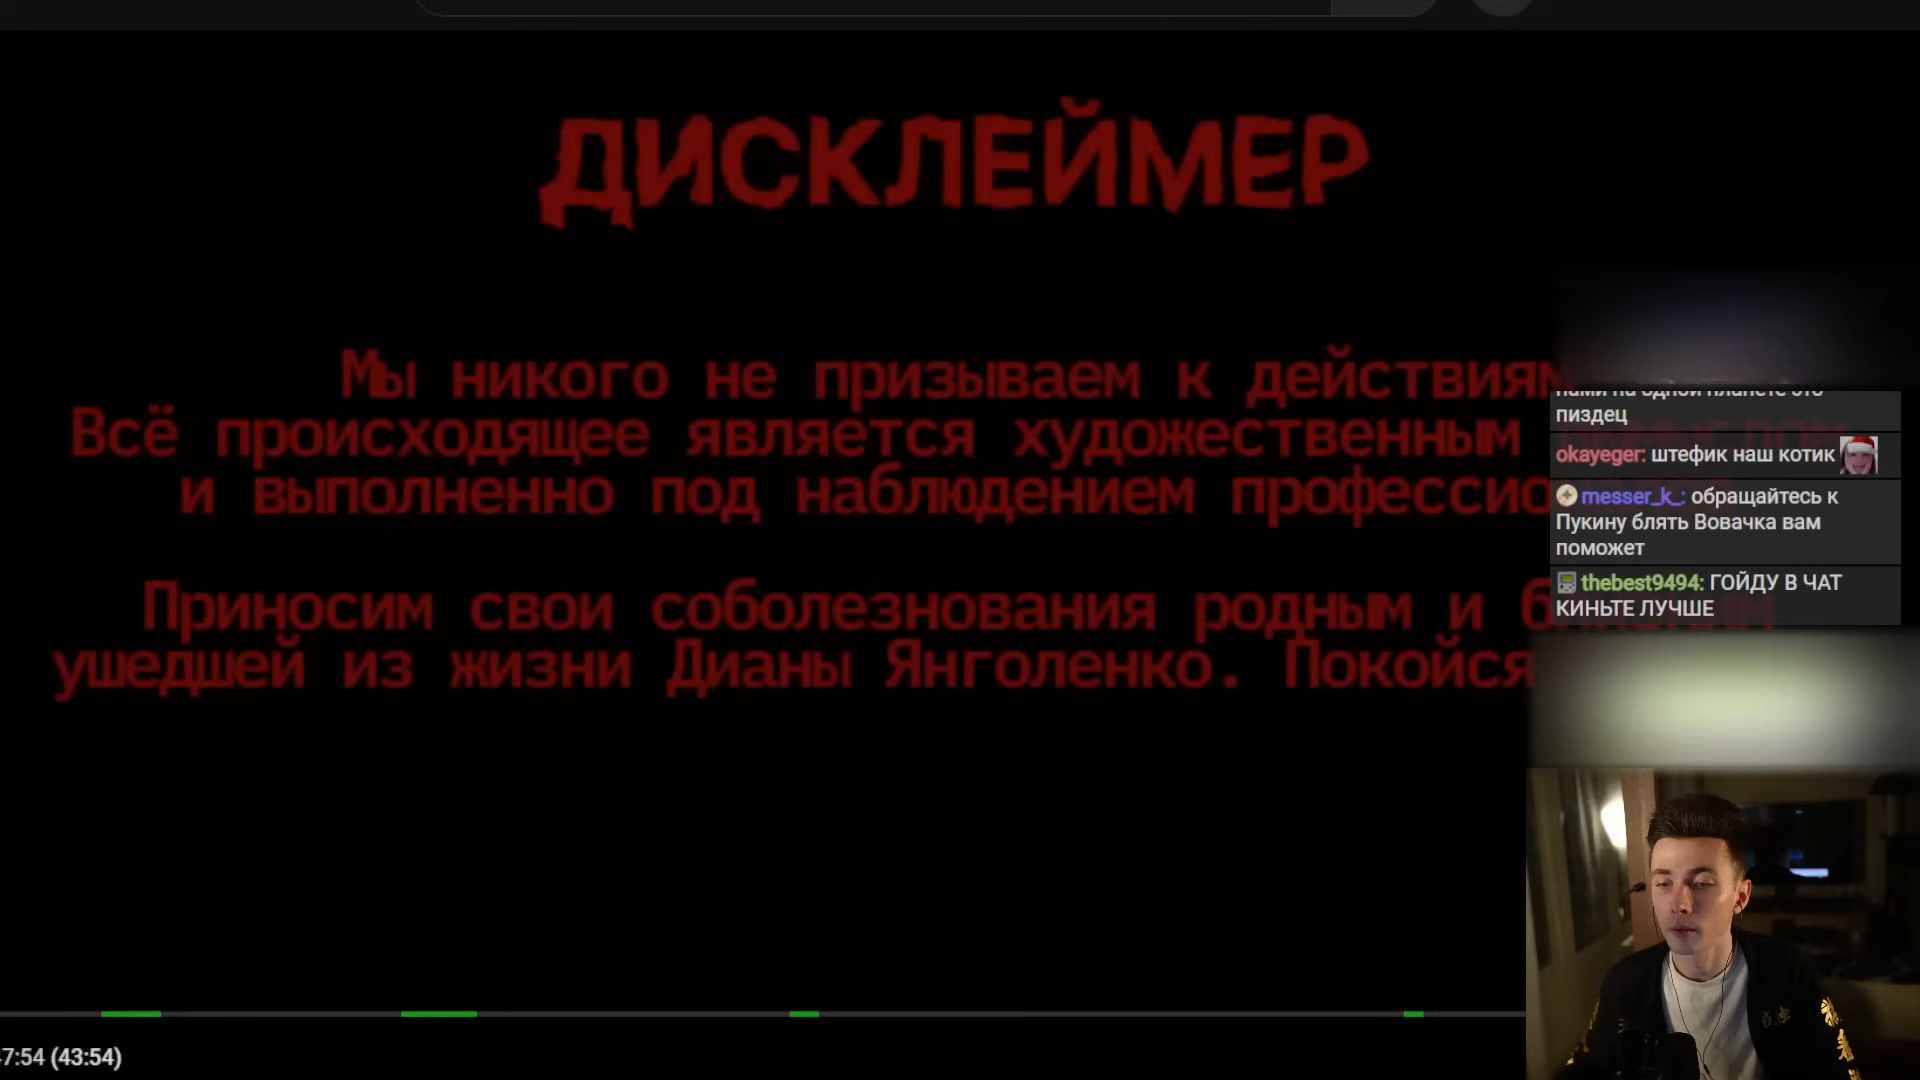 ДИСКЛЕЙМЕР
Мы никого не призываем к действиям
Всё происходящее является художественным
и выполненно под наблюдением
Приносим свои соболезнования родным и
ушедшей из жизни Дианы Янголенко. Покойся
пиздец
okayeger: штефик наш котик
messer_k_: обращайтесь к
Пукину блять Вовачка вам
поможет
thebest9494: ГОЙДУ В ЧАТ
КИНЬТЕ ЛУЧШЕ
7:54 (43:54)